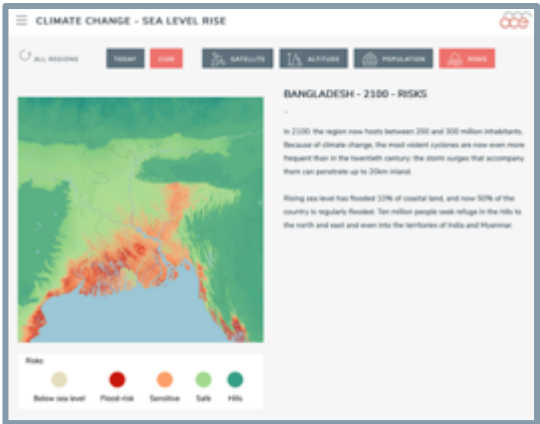 CLIMATE CHANGE - SEA LEVEL RISE
ace
ALL REGIONS
TODAY
2100
SATELLITE
ALTITUDE
POPULATION
RISKS
BANGLADESH - 2100 - RISKS
-
In 2100 the region now hosts between 200 and 300 million inhabitants.
Because of climate change, the most violent cyclones are now even more
frequent than in the twentieth century: the storm surges that accompany
them can penetrate up to 20km inland.
Rising sea level has flooded 10% of coastal land, and now 50% of the
country is regularly flooded. Ten million people seek refuge in the hills to
the north and east and even into the territories of India and Myanmar.
Risks
Below sea level
Flood-risk
Sensitive
Safe
Hills